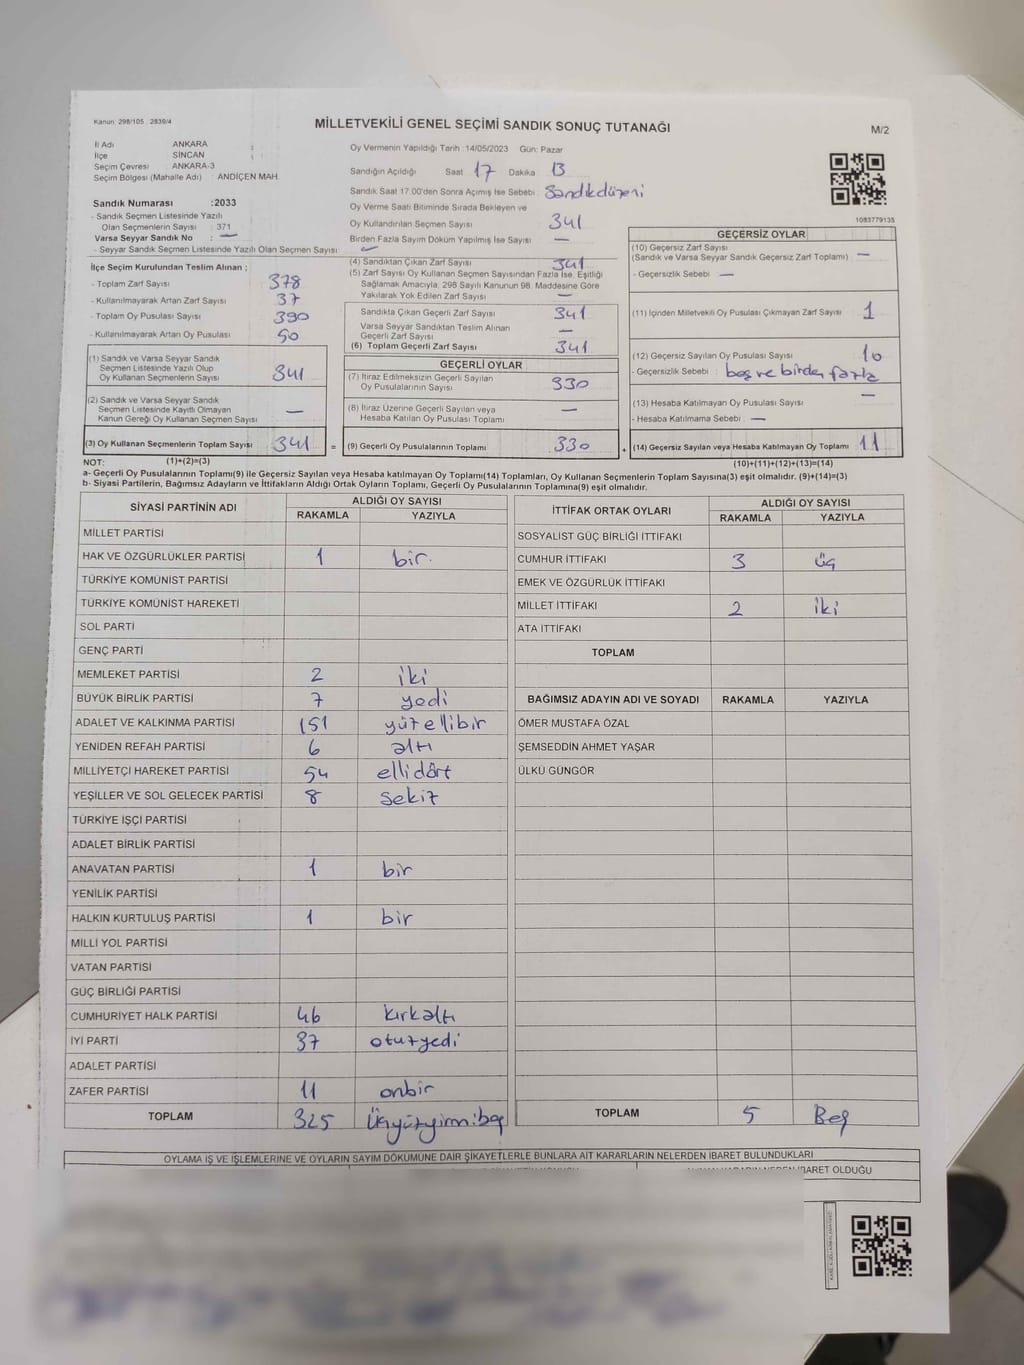 Kanun: 298/105 , 2839/4
MİLLETVEKİLİ GENEL SEÇİMİ SANDIK SONUÇ TUTANAĞI
M/2
İl Adı ANKARA :
İlçe SİNCAN :
Seçim Çevresi ANKARA-3
Seçim Bölgesi (Mahalle Adı) : ANDİÇEN MAH.
Sandık Numarası :2033
- Sandık Seçmen Listesinde Yazılı
Olan Seçmenlerin Sayısı : 371
Varsa Seyyar Sandık No : —
- Seyyar Sandık Seçmen Listesinde Yazılı Olan Seçmen Sayısı : —
Oy Vermenin Yapıldığı Tarih :14/05/2023 Gün: Pazar
Sandığın Açıldığı Saat 17 Dakika 13
Sandık Saat 17:00'den Sonra Açımış İse Sebebi : Sandıkdüzeni
Oy Verme Saati Bitiminde Sırada Bekleyen ve
Oy Kullandırılan Seçmen Sayısı 341
Birden Fazla Sayım Döküm Yapılmış İse Sayısı —
1083779135
İlçe Seçim Kurulundan Teslim Alınan ;
- Toplam Zarf Sayısı 378
- Kullanılmayarak Artan Zarf Sayısı 37
- Toplam Oy Pusulası Sayısı 390
- Kullanılmayarak Artan Oy Pusulası 50
(1) Sandık ve Varsa Seyyar Sandık
Seçmen Listesinde Yazılı Olup
Oy Kullanan Seçmenlerin Sayısı 341
(2) Sandık ve Varsa Seyyar Sandık
Seçmen Listesinde Kayıtlı Olmayan
Kanun Gereği Oy Kullanan Seçmen Sayısı —
(3) Oy Kullanan Seçmenlerin Toplam Sayısı 341 =
(4) Sandıktan Çıkan Zarf Sayısı 341
(5) Zarf Sayısı Oy Kullanan Seçmen Sayısından Fazla İse, Eşitliği
Sağlamak Amacıyla, 298 Sayılı Kanunun 98. Maddesine Göre
Yakılarak Yok Edilen Zarf Sayısı —
Sandıkta Çıkan Geçerli Zarf Sayısı 341
Varsa Seyyar Sandıktan Teslim Alınan
Geçerli Zarf Sayısı —
(6) Toplam Geçerli Zarf Sayısı 341
GEÇERLİ OYLAR
(7) İtiraz Edilmeksizin Geçerli Sayılan
Oy Pusulalarının Sayısı 330
(8) İtiraz Üzerine Geçerli Sayılan veya
Hesaba Katılan Oy Pusulası Toplamı —
(9) Geçerli Oy Pusulalarının Toplamı 330 +
GEÇERSİZ OYLAR
(10) Geçersiz Zarf Sayısı
(Sandık ve Varsa Seyyar Sandık Geçersiz Zarf Toplamı) —
- Geçersizlik Sebebi : —
(11) İçinden Milletvekili Oy Pusulası Çıkmayan Zarf Sayısı 1
(12) Geçersiz Sayılan Oy Pusulası Sayısı 10
- Geçersizlik Sebebi : boş ve birden fazla
(13) Hesaba Katılmayan Oy Pusulası Sayısı —
- Hesaba Katılmama Sebebi : —
(14) Geçersiz Sayılan veya Hesaba Katılmayan Oy Toplamı 11
NOT: (1)+(2)=(3) (10)+(11)+(12)+(13)=(14)
a- Geçerli Oy Pusulalarının Toplamı(9) ile Geçersiz Sayılan veya Hesaba katılmayan Oy Toplamı(14) Toplamları, Oy Kullanan Seçmenlerin Toplam Sayısına(3) eşit olmalıdır. (9)+(14)=(3)
b- Siyasi Partilerin, Bağımsız Adayların ve İttifakların Aldığı Ortak Oyların Toplamı, Geçerli Oy Pusulalarının Toplamına(9) eşit olmalıdır.
SİYASİ PARTİNİN ADI ALDIĞI OY SAYISI
RAKAMLA YAZIYLA
MİLLET PARTİSİ
HAK VE ÖZGÜRLÜKLER PARTİSİ 1 bir
TÜRKİYE KOMÜNİST PARTİSİ
TÜRKİYE KOMÜNİST HAREKETİ
SOL PARTİ
GENÇ PARTİ
MEMLEKET PARTİSİ 2 iki
BÜYÜK BİRLİK PARTİSİ 7 yedi
ADALET VE KALKINMA PARTİSİ 151 yüzellibir
YENİDEN REFAH PARTİSİ 6 altı
MİLLİYETÇİ HAREKET PARTİSİ 54 ellidört
YEŞİLLER VE SOL GELECEK PARTİSİ 8 sekiz
TÜRKİYE İŞÇİ PARTİSİ
ADALET BİRLİK PARTİSİ
ANAVATAN PARTİSİ 1 bir
YENİLİK PARTİSİ
HALKIN KURTULUŞ PARTİSİ 1 bir
MİLLİ YOL PARTİSİ
VATAN PARTİSİ
GÜÇ BİRLİĞİ PARTİSİ
CUMHURİYET HALK PARTİSİ 46 kırkaltı
İYİ PARTİ 37 otuzyedi
ADALET PARTİSİ
ZAFER PARTİSİ 11 onbir
TOPLAM 325 Üçyüzyirmibeş
İTTİFAK ORTAK OYLARI ALDIĞI OY SAYISI
RAKAMLA YAZIYLA
SOSYALİST GÜÇ BİRLİĞİ İTTİFAKI
CUMHUR İTTİFAKI 3 üç
EMEK VE ÖZGÜRLÜK İTTİFAKI
MİLLET İTTİFAKI 2 iki
ATA İTTİFAKI
TOPLAM
BAĞIMSIZ ADAYIN ADI VE SOYADI RAKAMLA YAZIYLA
ÖMER MUSTAFA ÖZAL
ŞEMSEDDİN AHMET YAŞAR
ÜLKÜ GÜNGÖR
TOPLAM 5 Beş
OYLAMA İŞ VE İŞLEMLERİNE VE OYLARIN SAYIM DÖKÜMÜNE DAİR ŞİKAYETLERLE BUNLARA AİT KARARLARIN NELERDEN İBARET BULUNDUKLARI
İBARET OLDUĞU